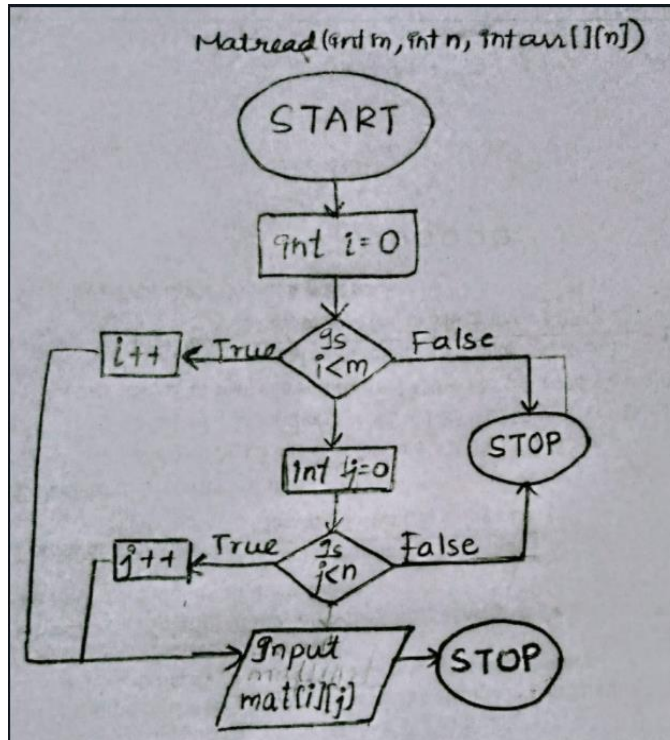 Matread(int m, int n, int arr[][n])
START
int i=0
i++
True
Is
i<m
False
STOP
int j=0
j++
True
Is
j<n
False
Input
mat[i][j]
STOP